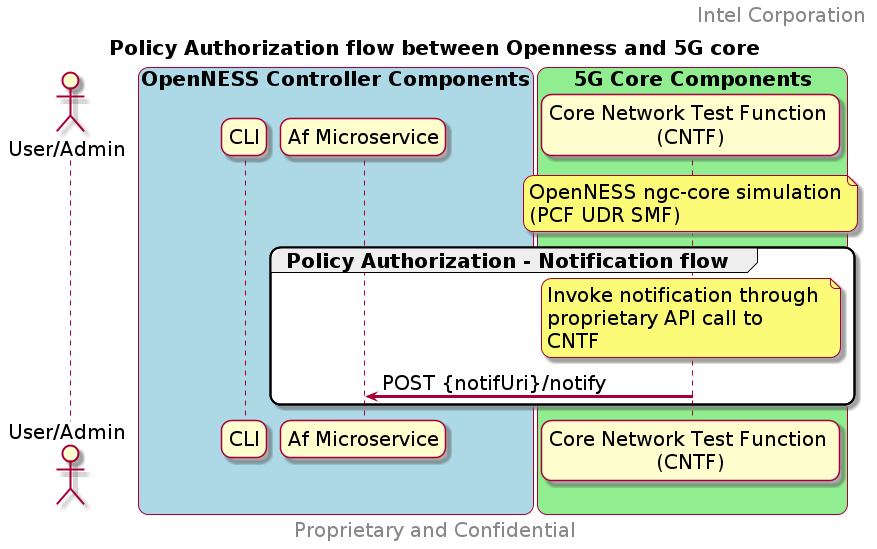 Intel Corporation
Policy Authorization flow between Openness and 5G core
OpenNESS Controller Components
5G Core Components
User/Admin
CLI
Af Microservice
Core Network Test Function
(CNTF)
OpenNESS ngc-core simulation
(PCF UDR SMF)
Policy Authorization - Notification flow
Invoke notification through
proprietary API call to
CNTF
POST {notifUri}/notify
User/Admin
CLI
Af Microservice
Core Network Test Function
(CNTF)
Proprietary and Confidential